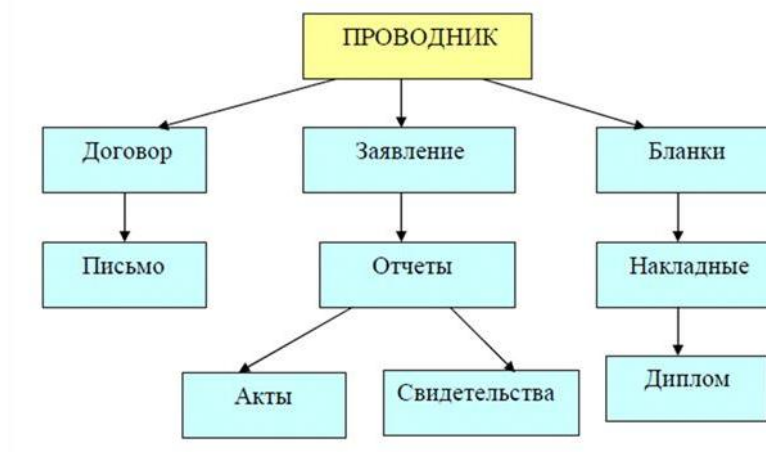 ПРОВОДНИК
Договор
Заявление
Бланки
Письмо
Отчеты
Накладные
Акты
Свидетельства
Диплом